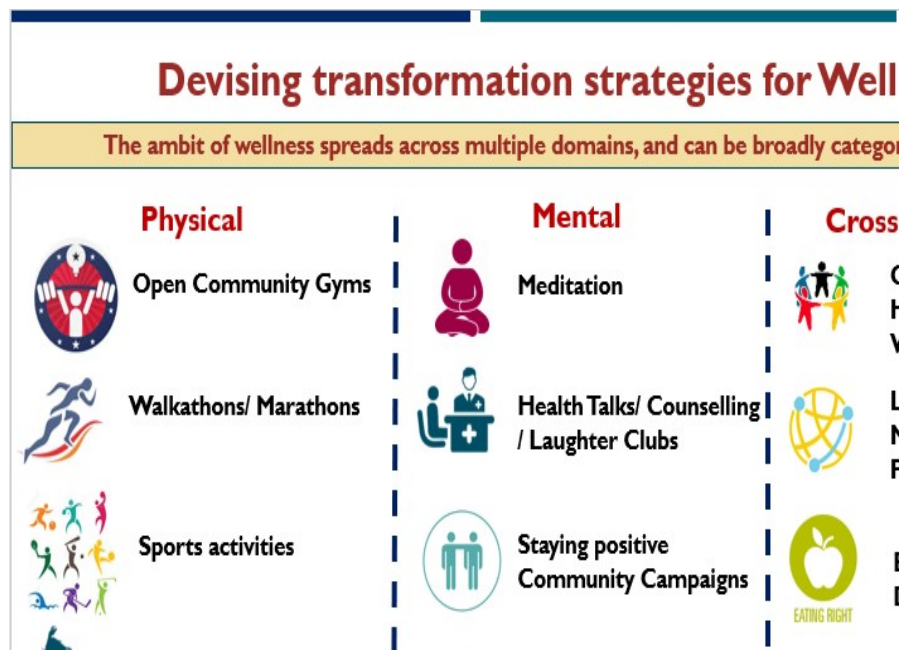 Devising transformation strategies for Well
The ambit of wellness spreads across multiple domains, and can be broadly categor
Physical
Open Community Gyms
Walkathons/ Marathons
Sports activities
Mental
Meditation
Health Talks/ Counselling
/ Laughter Clubs
Staying positive
Community Campaigns
Cross
EATING RIGHT